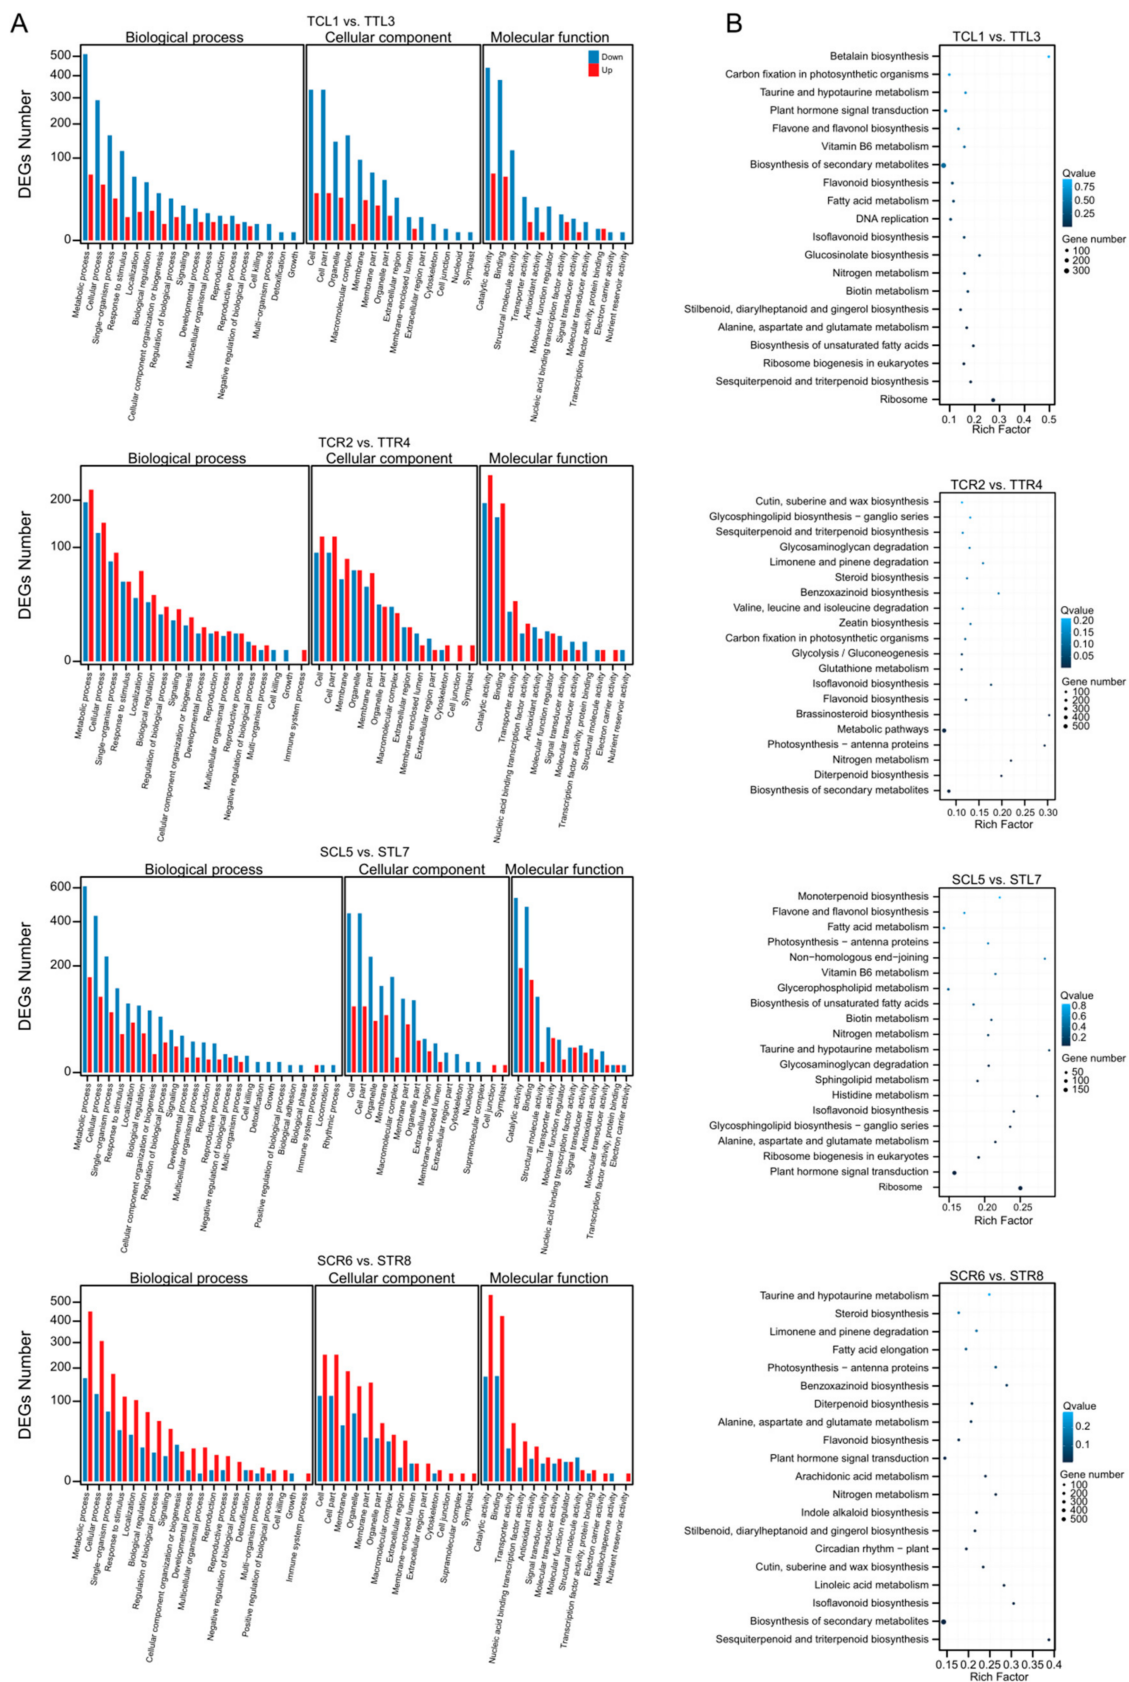 A
TCL1 vs. TTL3
Biological process
Cellular component
Molecular function
Down
Up
DEGs Number
500
400
300
200
100
0
Metabolic process
Cellular process
Single-organism process
Response to stimulus
Localization
Biological regulation
Cellular component organization or biogenesis
Regulation of biological process
Signaling
Developmental process
Multicellular organismal process
Reproduction
Reproductive process
Negative regulation of biological process
Cell killing
Multi-organism process
Detoxification
Growth
Cell
Cell part
Organelle
Macromolecular complex
Membrane
Membrane part
Organelle part
Extracellular region
Membrane-enclosed lumen
Extracellular region part
Cytoskeleton
Cell junction
Nucleoid
Symplast
Catalytic activity
Binding
Structural molecule activity
Transporter activity
Antioxidant activity
Molecular function regulator
Nucleic acid binding transcription factor activity
Signal transducer activity
Molecular transducer activity
Transcription factor activity, protein binding
Electron carrier activity
Nutrient reservoir activity
TCR2 vs. TTR4
Biological process
Cellular component
Molecular function
DEGs Number
200
100
0
Metabolic process
Cellular process
Single-organism process
Response to stimulus
Localization
Biological regulation
Regulation of biological process
Signaling
Cellular component organization or biogenesis
Developmental process
Reproduction
Multicellular organismal process
Reproductive process
Negative regulation of biological process
Multi-organism process
Cell killing
Growth
Immune system process
Cell
Cell part
Membrane
Organelle
Membrane part
Organelle part
Macromolecular complex
Extracellular region
Membrane-enclosed lumen
Extracellular region part
Cytoskeleton
Cell junction
Symplast
Catalytic activity
Binding
Transporter activity
Nucleic acid binding transcription factor activity
Antioxidant activity
Molecular function regulator
Signal transducer activity
Molecular transducer activity
Transcription factor activity, protein binding
Structural molecule activity
Electron carrier activity
Nutrient reservoir activity
SCL5 vs. STL7
Biological process
Cellular component
Molecular function
DEGs Number
600
400
200
0
Metabolic process
Cellular process
Single-organism process
Response to stimulus
Localization
Biological regulation
Cellular component organization or biogenesis
Regulation of biological process
Signaling
Developmental process
Multicellular organismal process
Reproduction
Reproductive process
Negative regulation of biological process
Multi-organism process
Cell killing
Detoxification
Growth
Positive regulation of biological process
Biological adhesion
Biological phase
Immune system process
Locomotion
Rhythmic process
Cell
Cell part
Organelle
Membrane
Macromolecular complex
Membrane part
Organelle part
Extracellular region
Membrane-enclosed lumen
Extracellular region part
Cytoskeleton
Nucleoid
Supramolecular complex
Cell junction
Symplast
Catalytic activity
Binding
Structural molecule activity
Transporter activity
Molecular function regulator
Nucleic acid binding transcription factor activity
Signal transducer activity
Antioxidant activity
Molecular transducer activity
Transcription factor activity, protein binding
Electron carrier activity
SCR6 vs. STR8
Biological process
Cellular component
Molecular function
DEGs Number
500
400
300
200
100
0
Metabolic process
Cellular process
Single-organism process
Response to stimulus
Localization
Biological regulation
Regulation of biological process
Signaling
Cellular component organization or biogenesis
Developmental process
Multicellular organismal process
Reproduction
Reproductive process
Negative regulation of biological process
Detoxification
Multi-organism process
Positive regulation of biological process
Cell killing
Growth
Immune system process
Cell
Cell part
Membrane
Organelle
Membrane part
Organelle part
Macromolecular complex
Extracellular region
Membrane-enclosed lumen
Extracellular region part
Cytoskeleton
Cell junction
Supramolecular complex
Symplast
Catalytic activity
Binding
Transporter activity
Nucleic acid binding transcription factor activity
Antioxidant activity
Signal transducer activity
Molecular transducer activity
Molecular function regulator
Structural molecule activity
Transcription factor activity, protein binding
Electron carrier activity
Metallochaperone activity
Nutrient reservoir activity
B
TCL1 vs. TTL3
Betalain biosynthesis
Carbon fixation in photosynthetic organisms
Taurine and hypotaurine metabolism
Plant hormone signal transduction
Flavone and flavonol biosynthesis
Vitamin B6 metabolism
Biosynthesis of secondary metabolites
Flavonoid biosynthesis
Fatty acid metabolism
DNA replication
Isoflavonoid biosynthesis
Glucosinolate biosynthesis
Nitrogen metabolism
Biotin metabolism
Stilbenoid, diarylheptanoid and gingerol biosynthesis
Alanine, aspartate and glutamate metabolism
Biosynthesis of unsaturated fatty acids
Ribosome biogenesis in eukaryotes
Sesquiterpenoid and triterpenoid biosynthesis
Ribosome
0.1 0.2 0.3 0.4 0.5
Rich Factor
Qvalue
0.75
0.50
0.25
Gene number
100
200
300
TCR2 vs. TTR4
Cutin, suberine and wax biosynthesis
Glycosphingolipid biosynthesis − ganglio series
Sesquiterpenoid and triterpenoid biosynthesis
Glycosaminoglycan degradation
Limonene and pinene degradation
Steroid biosynthesis
Benzoxazinoid biosynthesis
Valine, leucine and isoleucine degradation
Zeatin biosynthesis
Carbon fixation in photosynthetic organisms
Glycolysis / Gluconeogenesis
Glutathione metabolism
Isoflavonoid biosynthesis
Flavonoid biosynthesis
Brassinosteroid biosynthesis
Metabolic pathways
Photosynthesis − antenna proteins
Nitrogen metabolism
Diterpenoid biosynthesis
Biosynthesis of secondary metabolites
0.10 0.15 0.20 0.25 0.30
Rich Factor
Qvalue
0.20
0.15
0.10
0.05
Gene number
100
200
300
400
500
SCL5 vs. STL7
Monoterpenoid biosynthesis
Flavone and flavonol biosynthesis
Fatty acid metabolism
Photosynthesis − antenna proteins
Non−homologous end−joining
Vitamin B6 metabolism
Glycerophospholipid metabolism
Biosynthesis of unsaturated fatty acids
Biotin metabolism
Nitrogen metabolism
Taurine and hypotaurine metabolism
Glycosaminoglycan degradation
Sphingolipid metabolism
Histidine metabolism
Isoflavonoid biosynthesis
Glycosphingolipid biosynthesis − ganglio series
Alanine, aspartate and glutamate metabolism
Ribosome biogenesis in eukaryotes
Plant hormone signal transduction
Ribosome
0.15 0.20 0.25
Rich Factor
Qvalue
0.8
0.6
0.4
0.2
Gene number
50
100
150
SCR6 vs. STR8
Taurine and hypotaurine metabolism
Steroid biosynthesis
Limonene and pinene degradation
Fatty acid elongation
Photosynthesis − antenna proteins
Benzoxazinoid biosynthesis
Diterpenoid biosynthesis
Alanine, aspartate and glutamate metabolism
Flavonoid biosynthesis
Plant hormone signal transduction
Arachidonic acid metabolism
Nitrogen metabolism
Indole alkaloid biosynthesis
Stilbenoid, diarylheptanoid and gingerol biosynthesis
Circadian rhythm − plant
Cutin, suberine and wax biosynthesis
Linoleic acid metabolism
Isoflavonoid biosynthesis
Biosynthesis of secondary metabolites
Sesquiterpenoid and triterpenoid biosynthesis
0.15 0.2 0.25 0.3 0.35 0.4
Rich Factor
Qvalue
0.2
0.1
Gene number
100
200
300
400
500